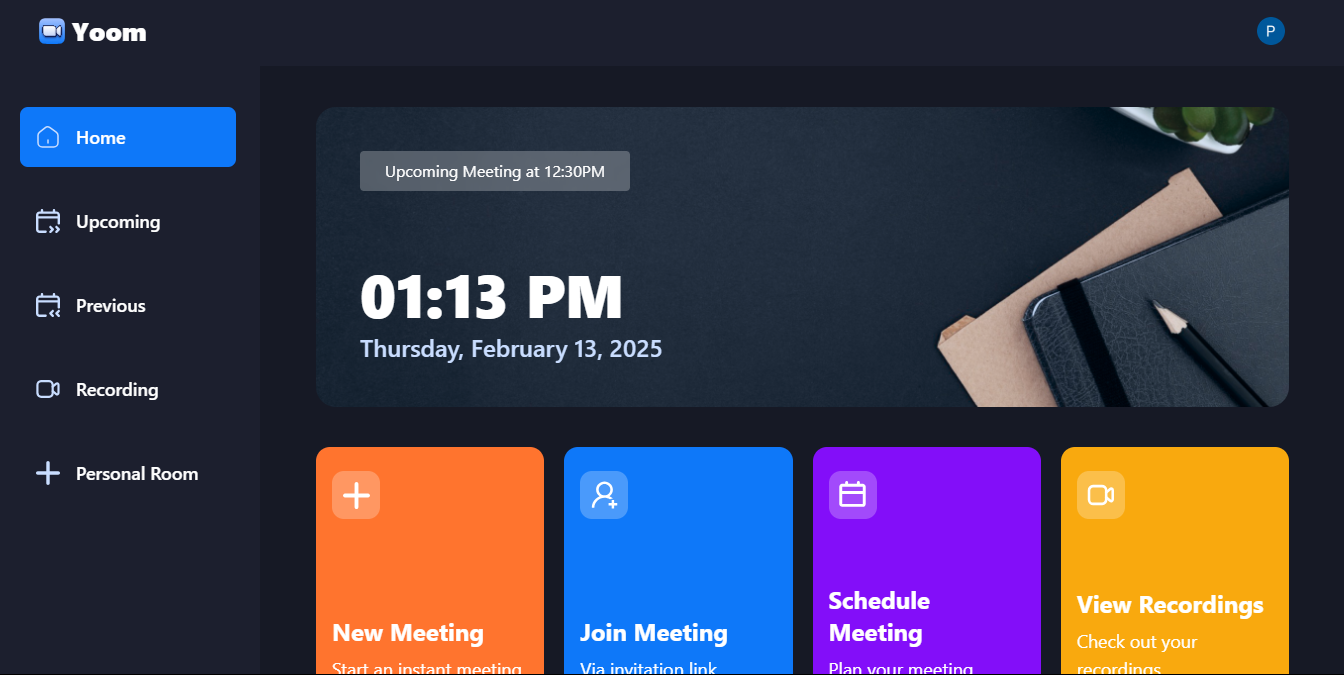 Yoom
P
Home
Upcoming
Previous
Recording
Personal Room
Upcoming Meeting at 12:30PM
01:13 PM
Thursday, February 13, 2025
New Meeting
Start an instant meeting
Join Meeting
Via invitation link
Schedule
Meeting
Plan your meeting
View Recordings
Check out your
recordings